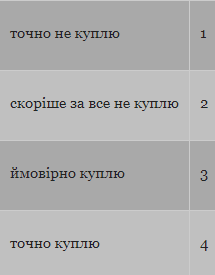 точно не куплю 1
скоріше за все не куплю 2
ймовірно куплю 3
точно куплю 4